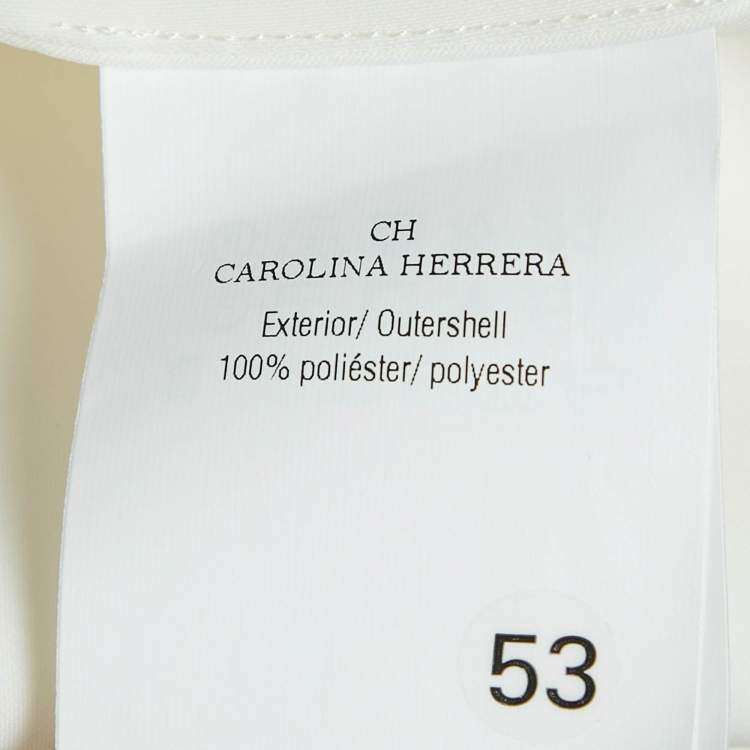 CH
CAROLINA HERRERA
Exterior/ Outershell
100% poliéster/ polyester
53